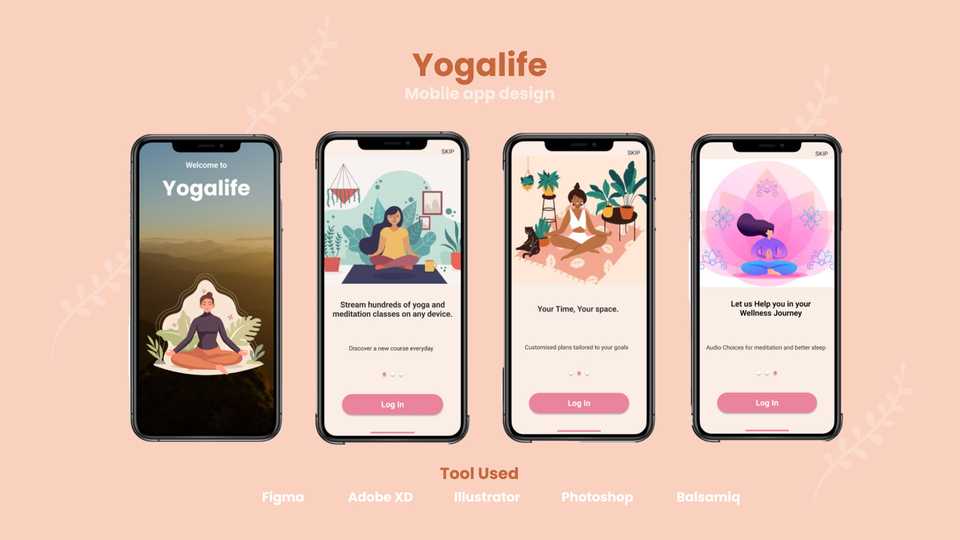 Yogalife
Mobile app design
Welcome to
Yogalife
SKIP
Stream hundreds of yoga and
meditation classes on any device.
Discover a new course everyday
Log In
SKIP
Your Time, Your space.
Customised plans tailored to your goals
Log In
SKIP
Let us Help you in your
Wellness Journey
Audio Choices for meditation and better sleep
Log In
Tool Used
Figma Adobe XD Illustrator Photoshop Balsamiq